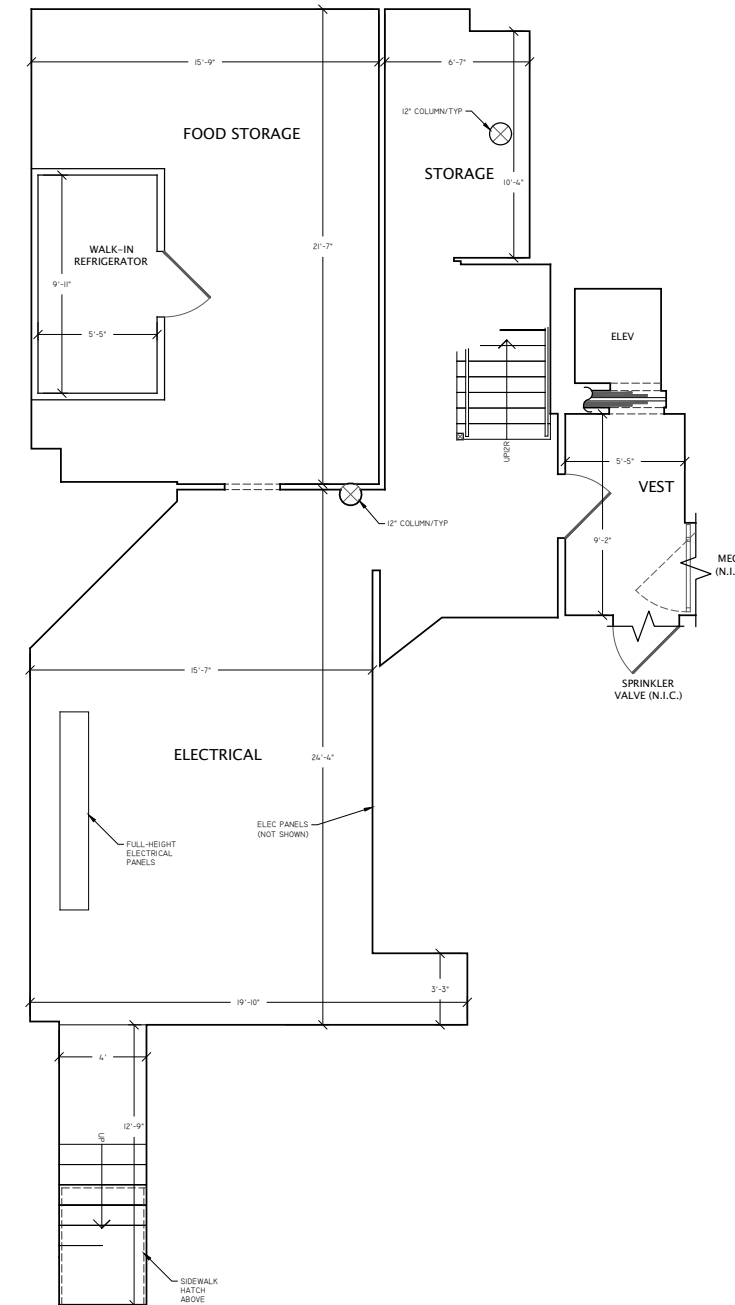 15'-9"
6'-7"
12" COLUMN/TYP
FOOD STORAGE
STORAGE
10'-4"
21'-7"
WALK-IN
REFRIGERATOR
9'-11"
5'-5"
ELEV
UP12R
5'-5"
VEST
12" COLUMN/TYP
9'-2"
(N.I.
SPRINKLER
VALVE (N.I.C.)
15'-7"
ELECTRICAL
24'-4"
ELEC PANELS
(NOT SHOWN)
FULL-HEIGHT
ELECTRICAL
PANELS
3'-3"
19'-10"
4'
12'-9"
UP
SIDEWALK
HATCH
ABOVE